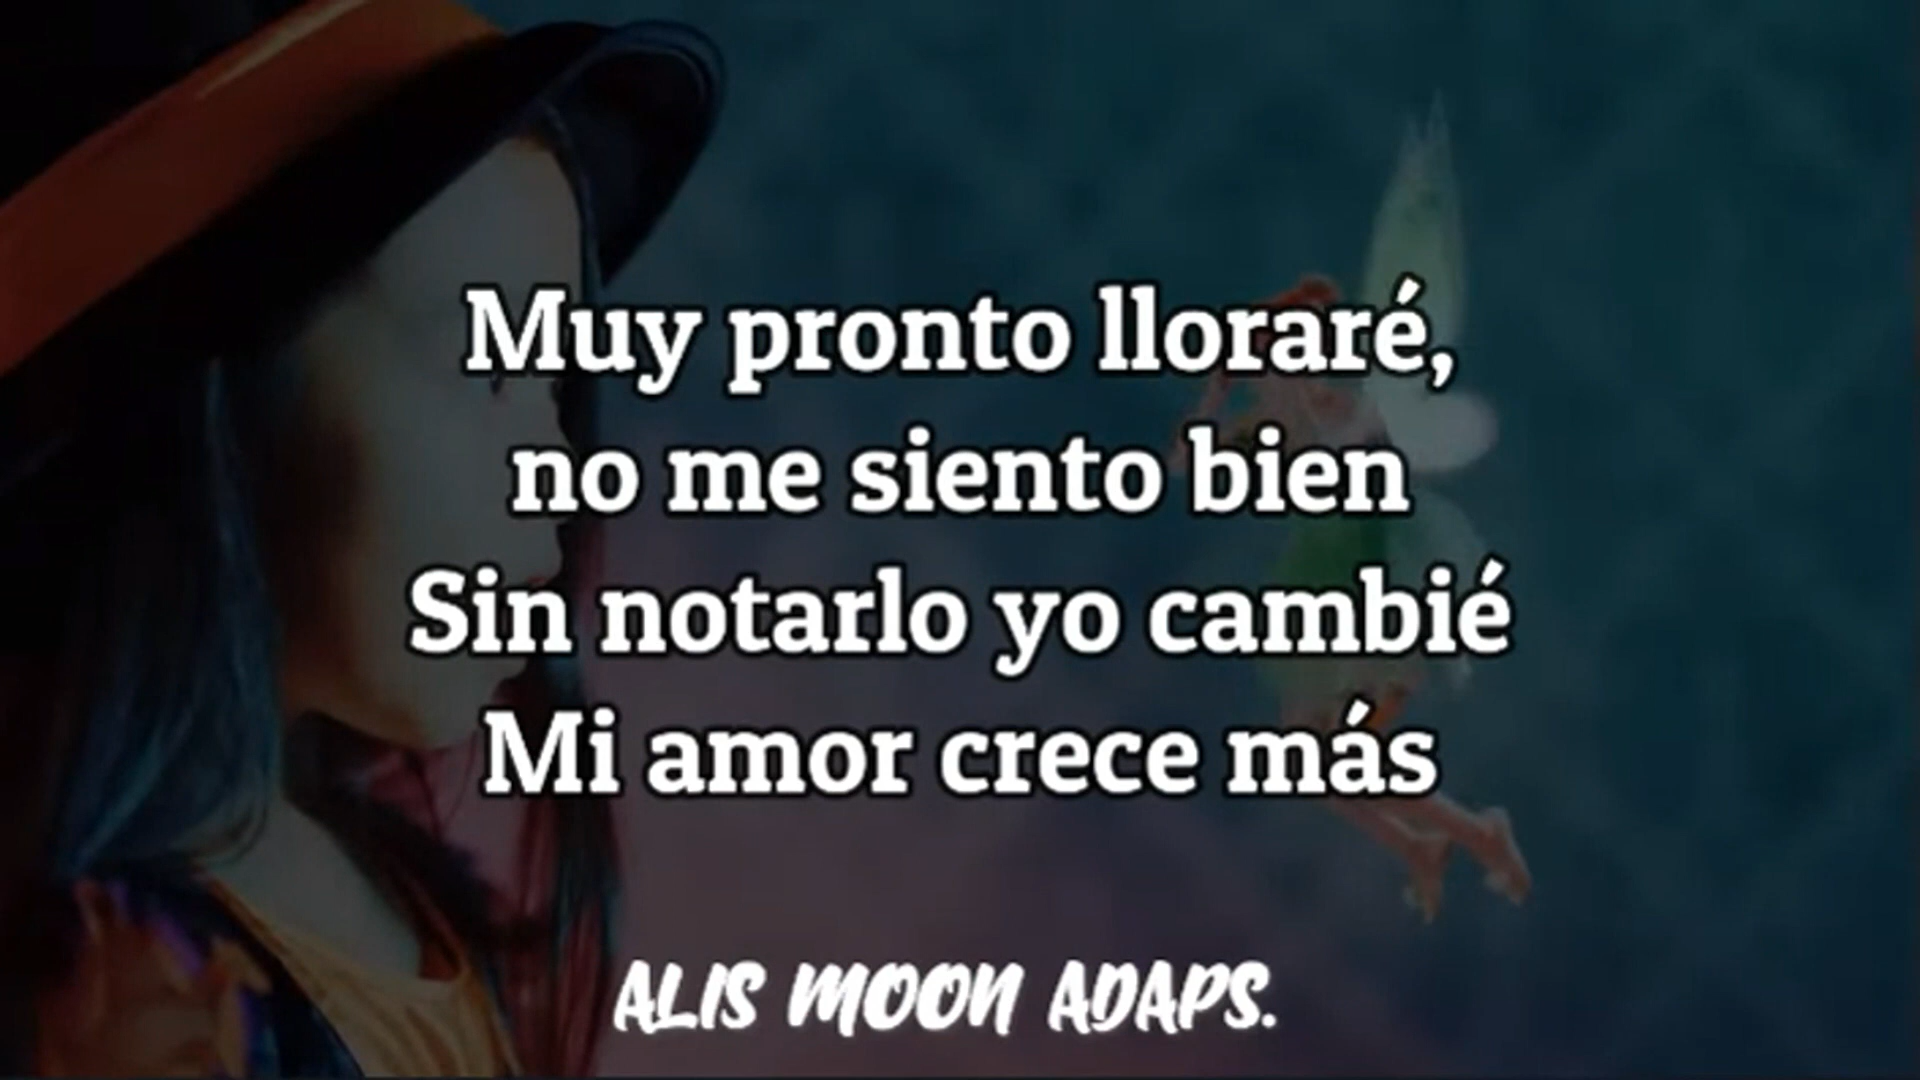 Muy pronto lloraré,
no me siento bien
Sin notarlo yo cambié
Mi amor crece más
ALIS MOON ADAPS.